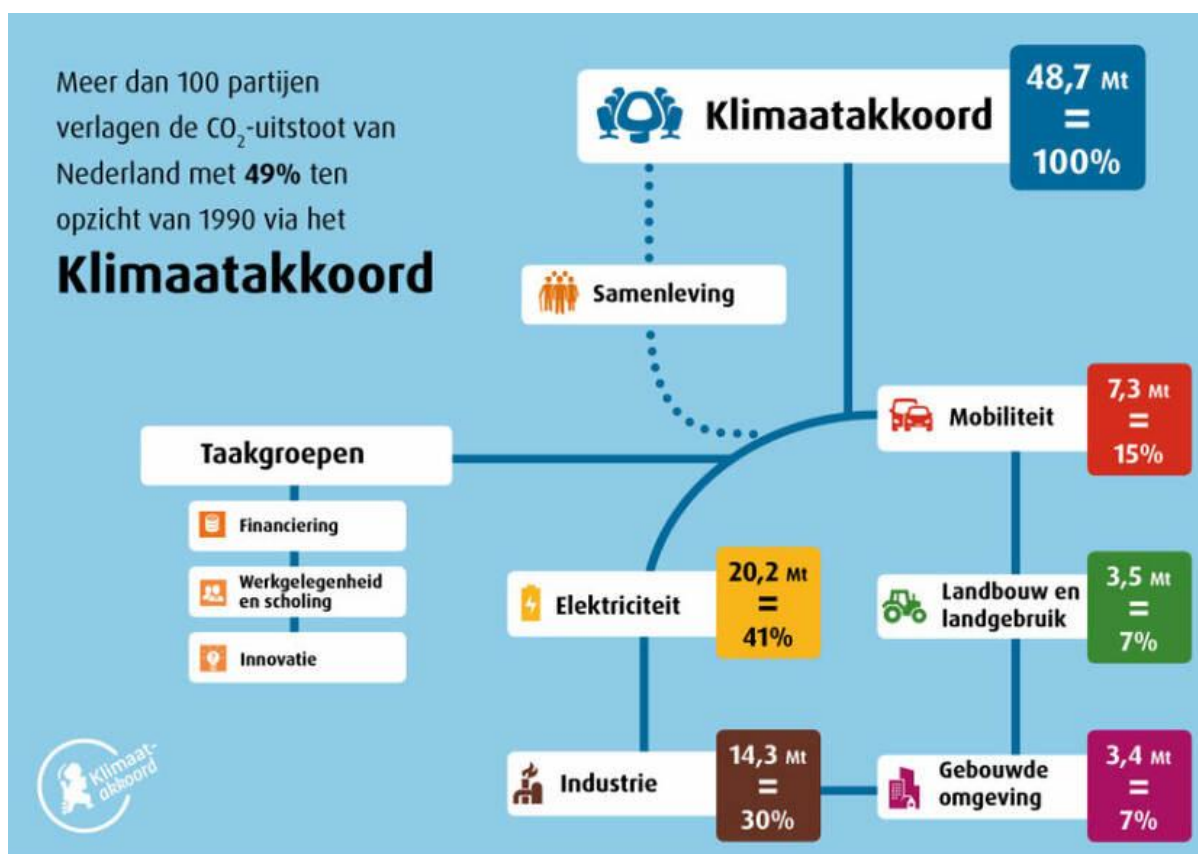 Meer dan 100 partijen
verlagen de CO₂-uitstoot van
Nederland met 49% ten
opzicht van 1990 via het
Klimaatakkoord
Klimaatakkoord
48,7 Mt
=
100%
Samenleving
Mobiliteit
7,3 Mt
=
15%
Taakgroepen
Financiering
Werkgelegenheid
en scholing
Innovatie
Elektriciteit
20,2 Mt
=
41%
Landbouw en
landgebruik
3,5 Mt
=
7%
Industrie
14,3 Mt
=
30%
Gebouwde
omgeving
3,4 Mt
=
7%
Klimaat-
akkoord